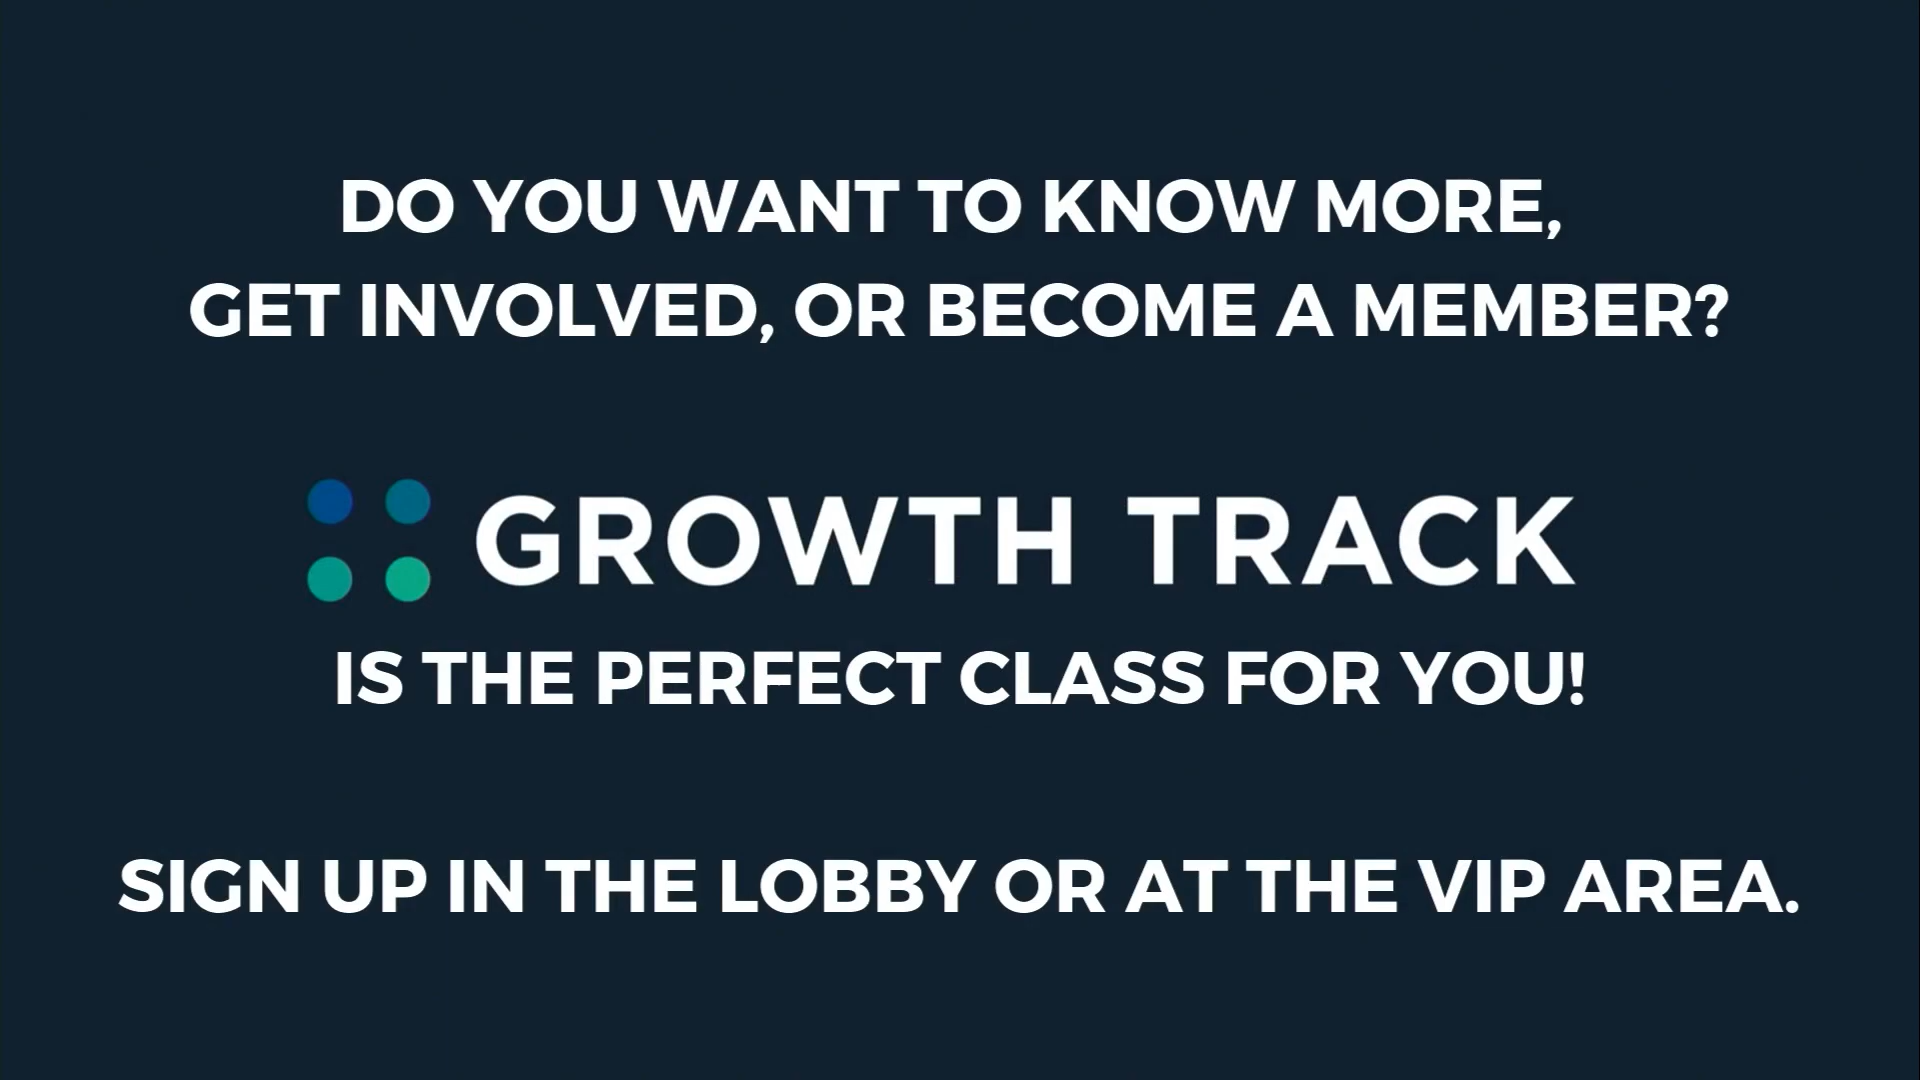 DO YOU WANT TO KNOW MORE,
GET INVOLVED, OR BECOME A MEMBER?
GROWTH TRACK
IS THE PERFECT CLASS FOR YOU!
SIGN UP IN THE LOBBY OR AT THE VIP AREA.